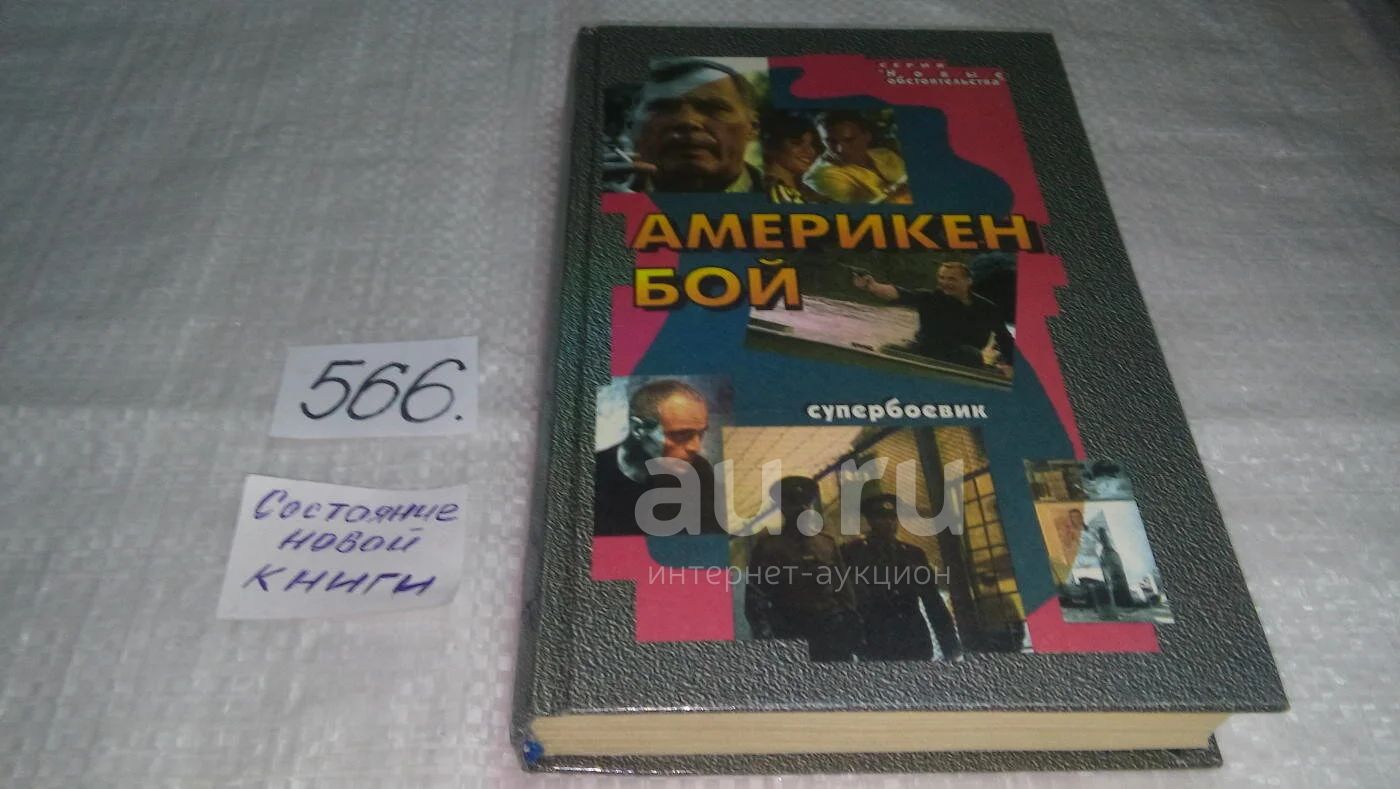 серия
"Новые
обстоятельства"
АМЕРИКЕН
БОЙ
супербоевик
566.
Состояние
новой
книги
au.ru
интернет-аукцион